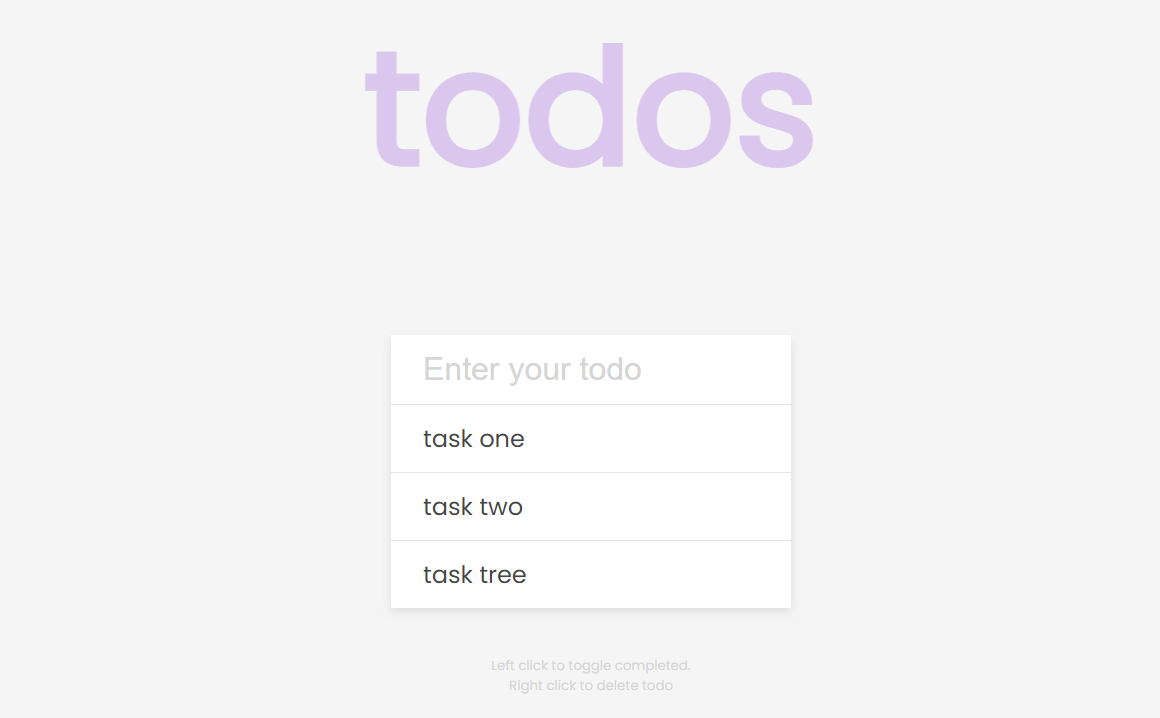 todos
Enter your todo
task one
task two
task tree
Left click to toggle completed.
Right click to delete todo